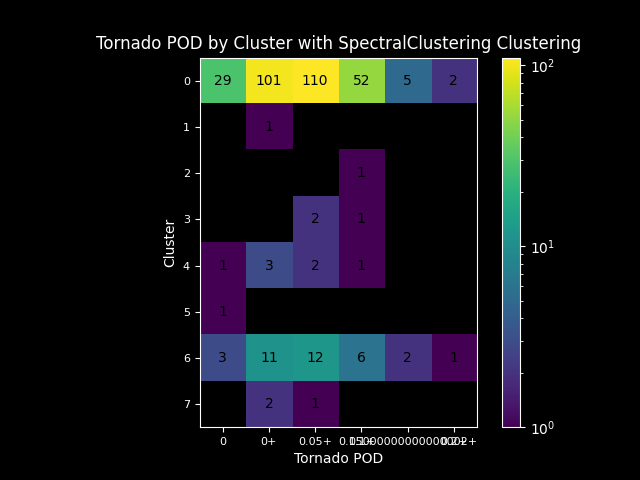 Tornado POD by Cluster with SpectralClustering Clustering
0 29 101 110 52 5 2
1 1
2 1
3 2 1
4 1 3 2 1
5 1
6 3 11 12 6 2 1
7 2 1
Cluster
0 0+ 0.05+
Tornado POD
10² 
10¹
10⁰